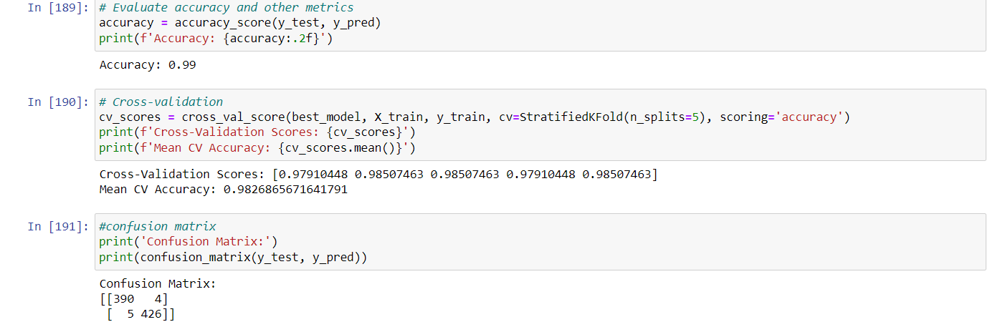 In [189]: # Evaluate accuracy and other metrics
accuracy = accuracy_score(y_test, y_pred)
print(f'Accuracy: {accuracy:.2f}')
Accuracy: 0.99
In [190]: # Cross-validation
cv_scores = cross_val_score(best_model, X_train, y_train, cv=StratifiedKFold(n_splits=5), scoring='accuracy')
print(f'Cross-Validation Scores: {cv_scores}')
print(f'Mean CV Accuracy: {cv_scores.mean()}')
Cross-Validation Scores: [0.97910448 0.98507463 0.98507463 0.97910448 0.98507463]
Mean CV Accuracy: 0.9826865671641791
In [191]: #confusion matrix
print('Confusion Matrix:')
print(confusion_matrix(y_test, y_pred))
Confusion Matrix:
[[390   4]
 [  5 426]]